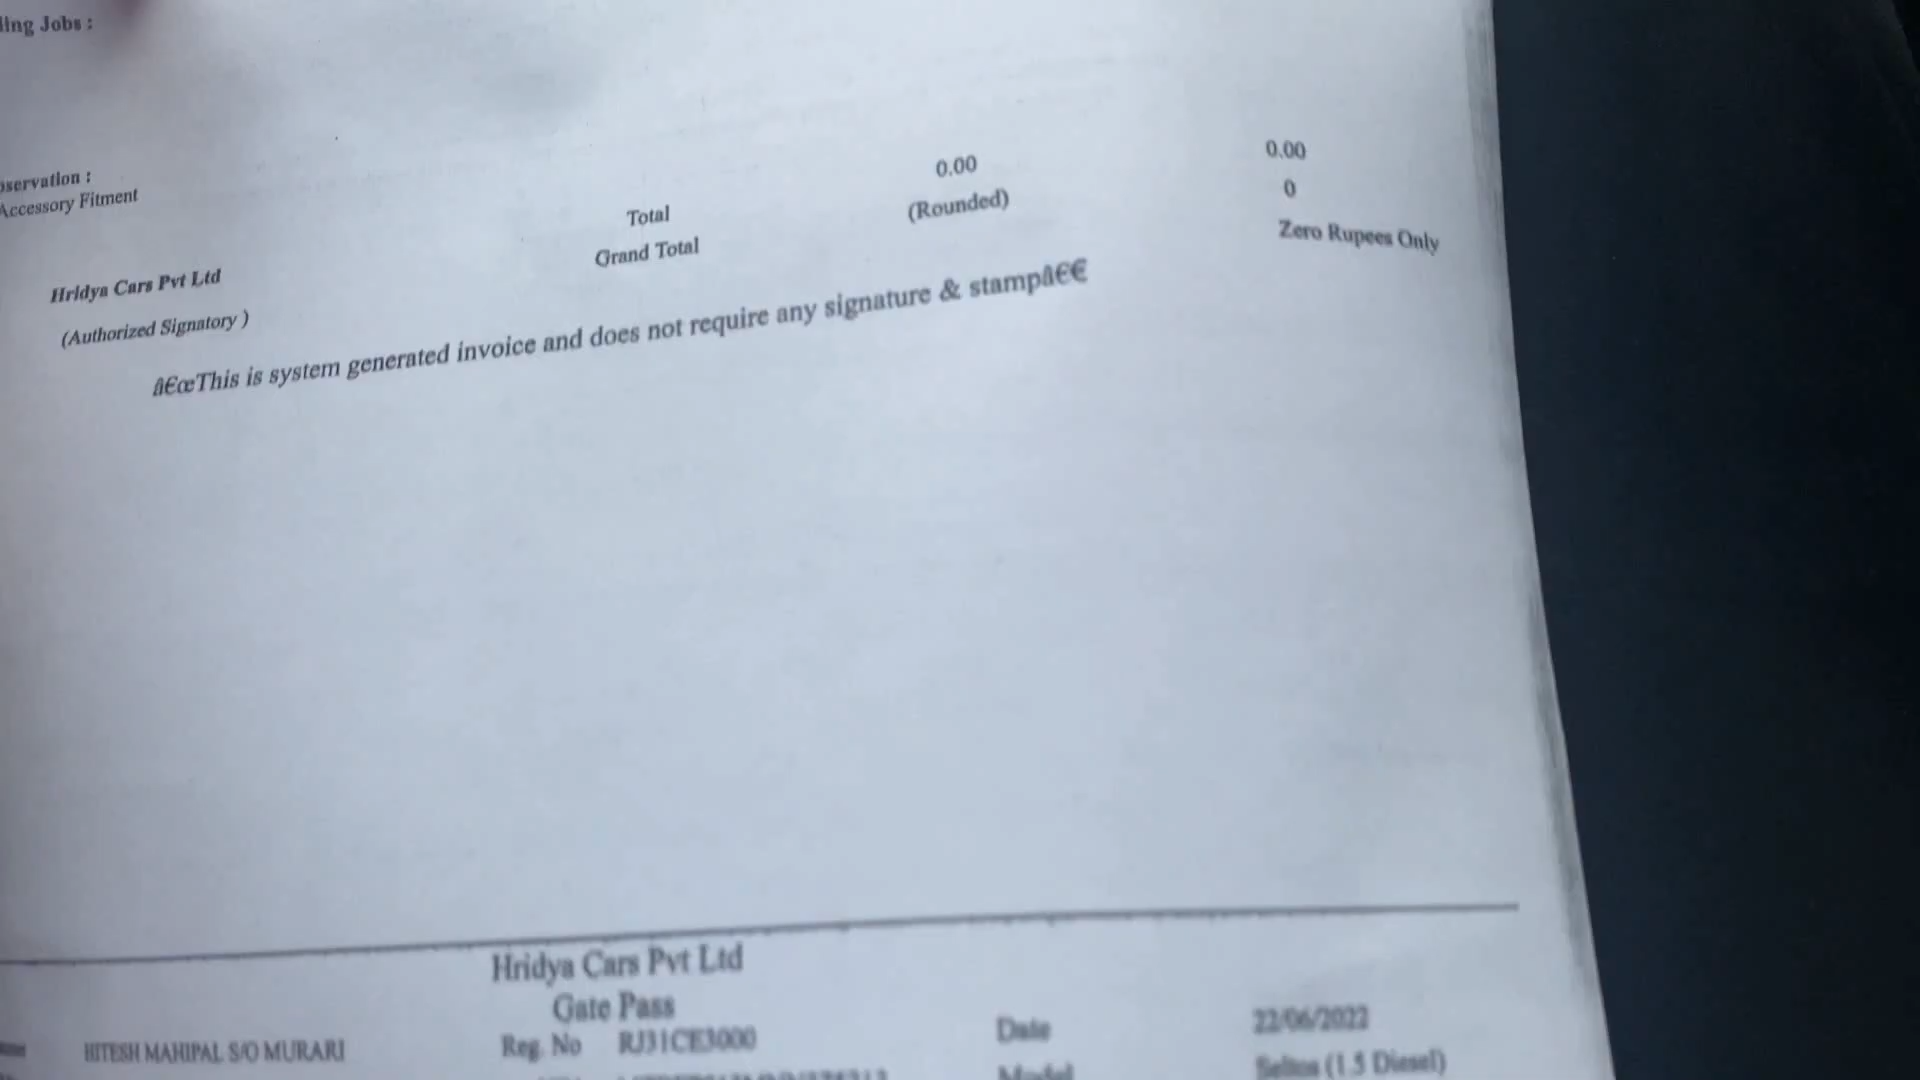 ling Jobs :
servation :
Accessory Fitment
Total 0.00 0.00
Grand Total (Rounded) 0
Zero Rupees Only
Hridya Cars Pvt Ltd
(Authorized Signatory )
â€œThis is system generated invoice and does not require any signature & stampâ€€
Hridya Cars Pvt Ltd
Gate Pass
HITESH MAHIPAL S/O MURARI Reg. No RJ31CE3000 Date 22/06/2022
Model Seltos (1.5 Diesel)